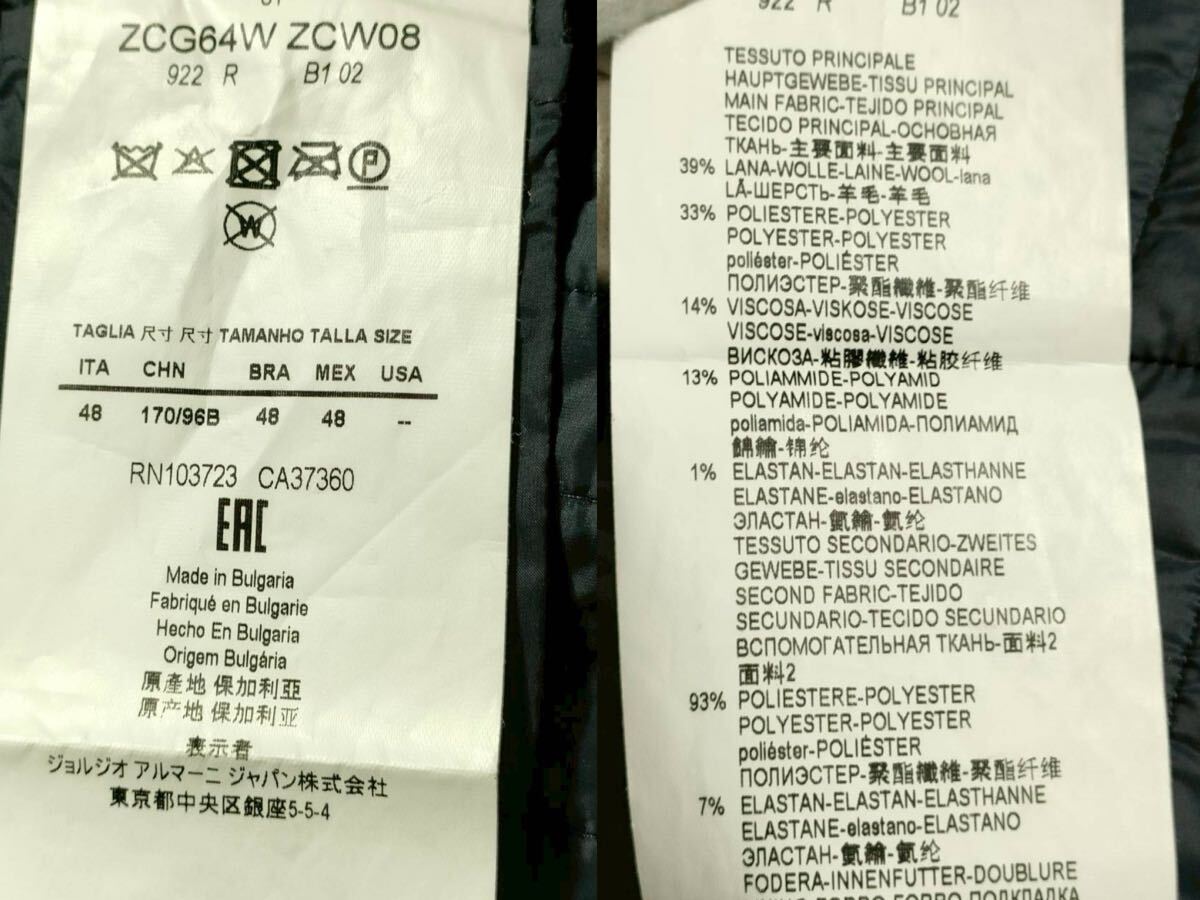 ZCG64W ZCW08
922 R B1 02
P
W
TAGLIA 尺寸 尺寸 TAMANHO TALLA SIZE
ITA CHN BRA MEX USA
48 170/96B 48 48 --
RN103723 CA37360
EAC
Made in Bulgaria
Fabriqué en Bulgarie
Hecho En Bulgaria
Origem Bulgária
原產地 保加利亞
原产地 保加利亚
表示者
ジョルジオ アルマーニ ジャパン株式会社
東京都中央区銀座5-5-4
922 R B1 02
TESSUTO PRINCIPALE
HAUPTGEWEBE-TISSU PRINCIPAL
MAIN FABRIC-TEJIDO PRINCIPAL
TECIDO PRINCIPAL-ОСНОВНАЯ
ТКАНЬ-主要面料-主要面料
39% LANA-WOLLE-LAINE-WOOL-lana
LÃ-ШЕРСТЬ-羊毛-羊毛
33% POLIESTERE-POLYESTER
POLYESTER-POLYESTER
poliéster-POLIÉSTER
ПОЛИЭСТЕР-聚酯纖維-聚酯纤维
14% VISCOSA-VISKOSE-VISCOSE
VISCOSE-viscosa-VISCOSE
ВИСКОЗА-粘膠纖維-粘胶纤维
13% POLIAMMIDE-POLYAMID
POLYAMIDE-POLYAMIDE
poliamida-POLIAMIDA-ПОЛИАМИД
錦綸-锦纶
1% ELASTAN-ELASTAN-ELASTHANNE
ELASTANE-elastano-ELASTANO
ЭЛАСТАН-氨綸-氨纶
TESSUTO SECONDARIO-ZWEITES
GEWEBE-TISSU SECONDAIRE
SECOND FABRIC-TEJIDO
SECUNDARIO-TECIDO SECUNDARIO
ВСПОМОГАТЕЛЬНАЯ ТКАНЬ-面料2
面料2
93% POLIESTERE-POLYESTER
POLYESTER-POLYESTER
poliéster-POLIÉSTER
ПОЛИЭСТЕР-聚酯纖維-聚酯纤维
7% ELASTAN-ELASTAN-ELASTHANNE
ELASTANE-elastano-ELASTANO
ЭЛАСТАН-氨綸-氨纶
FODERA-INNENFUTTER-DOUBLURE